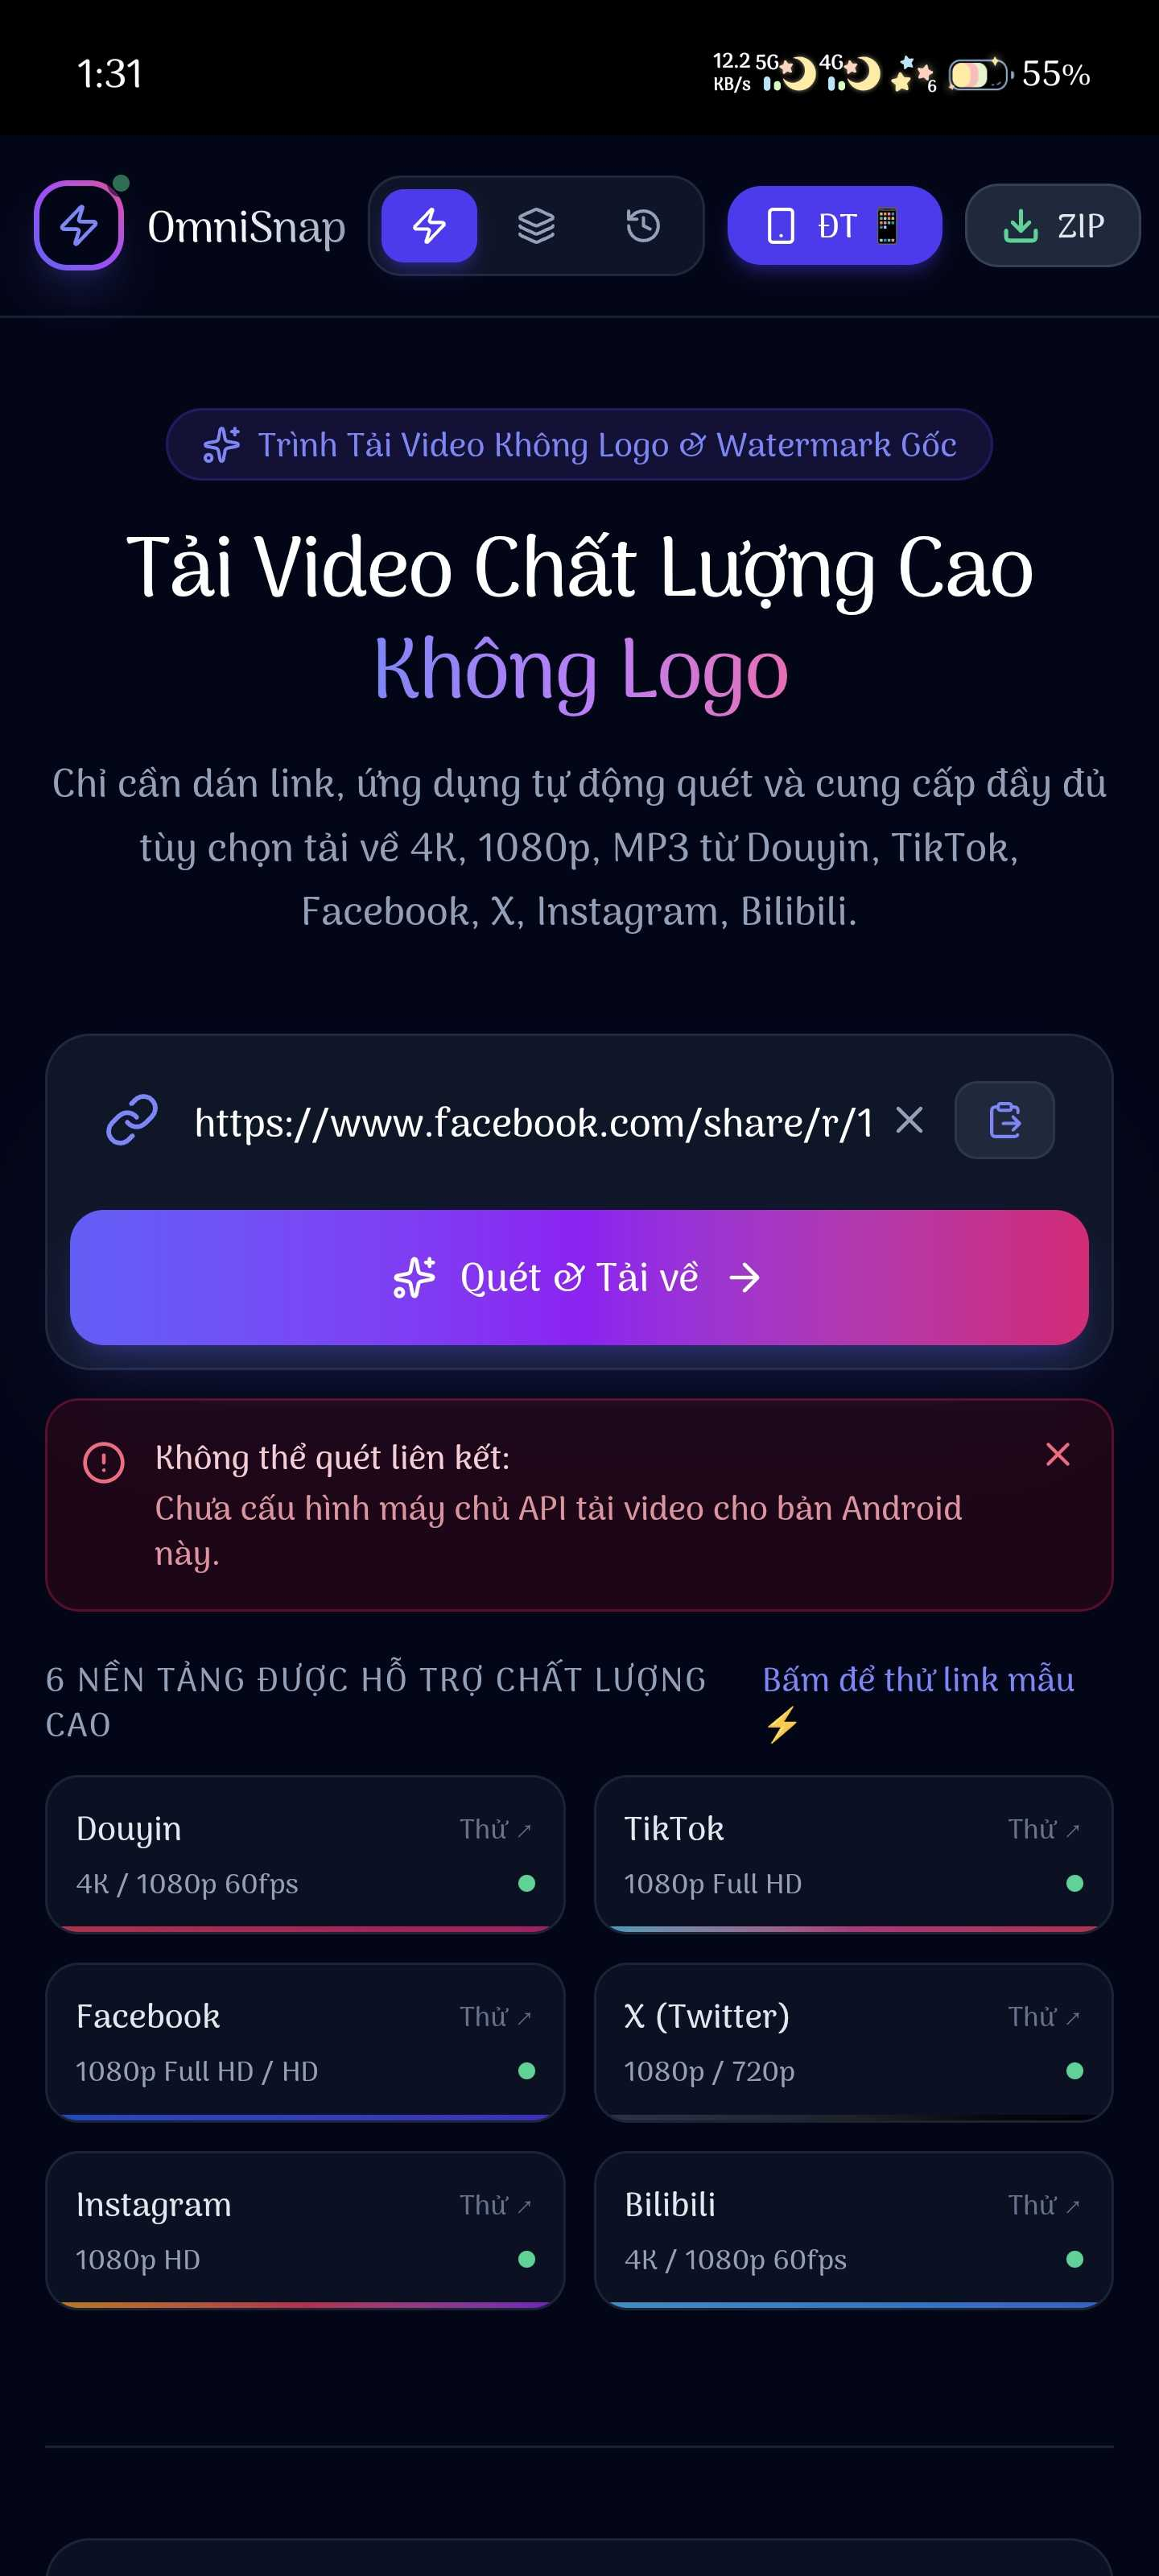 1:31
12.2 KB/s 5G 4G 6 55%
OmniSnap ĐT 📱 ZIP
Trình Tải Video Không Logo & Watermark Gốc
Tải Video Chất Lượng Cao
Không Logo
Chỉ cần dán link, ứng dụng tự động quét và cung cấp đầy đủ
tùy chọn tải về 4K, 1080p, MP3 từ Douyin, TikTok,
Facebook, X, Instagram, Bilibili.
https://www.facebook.com/share/r/1
Quét & Tải về →
Không thể quét liên kết:
Chưa cấu hình máy chủ API tải video cho bản Android
này.
6 NỀN TẢNG ĐƯỢC HỖ TRỢ CHẤT LƯỢNG
CAO
Bấm để thử link mẫu
⚡
Douyin Thử ↗
4K / 1080p 60fps
TikTok Thử ↗
1080p Full HD
Facebook Thử ↗
1080p Full HD / HD
X (Twitter) Thử ↗
1080p / 720p
Instagram Thử ↗
1080p HD
Bilibili Thử ↗
4K / 1080p 60fps